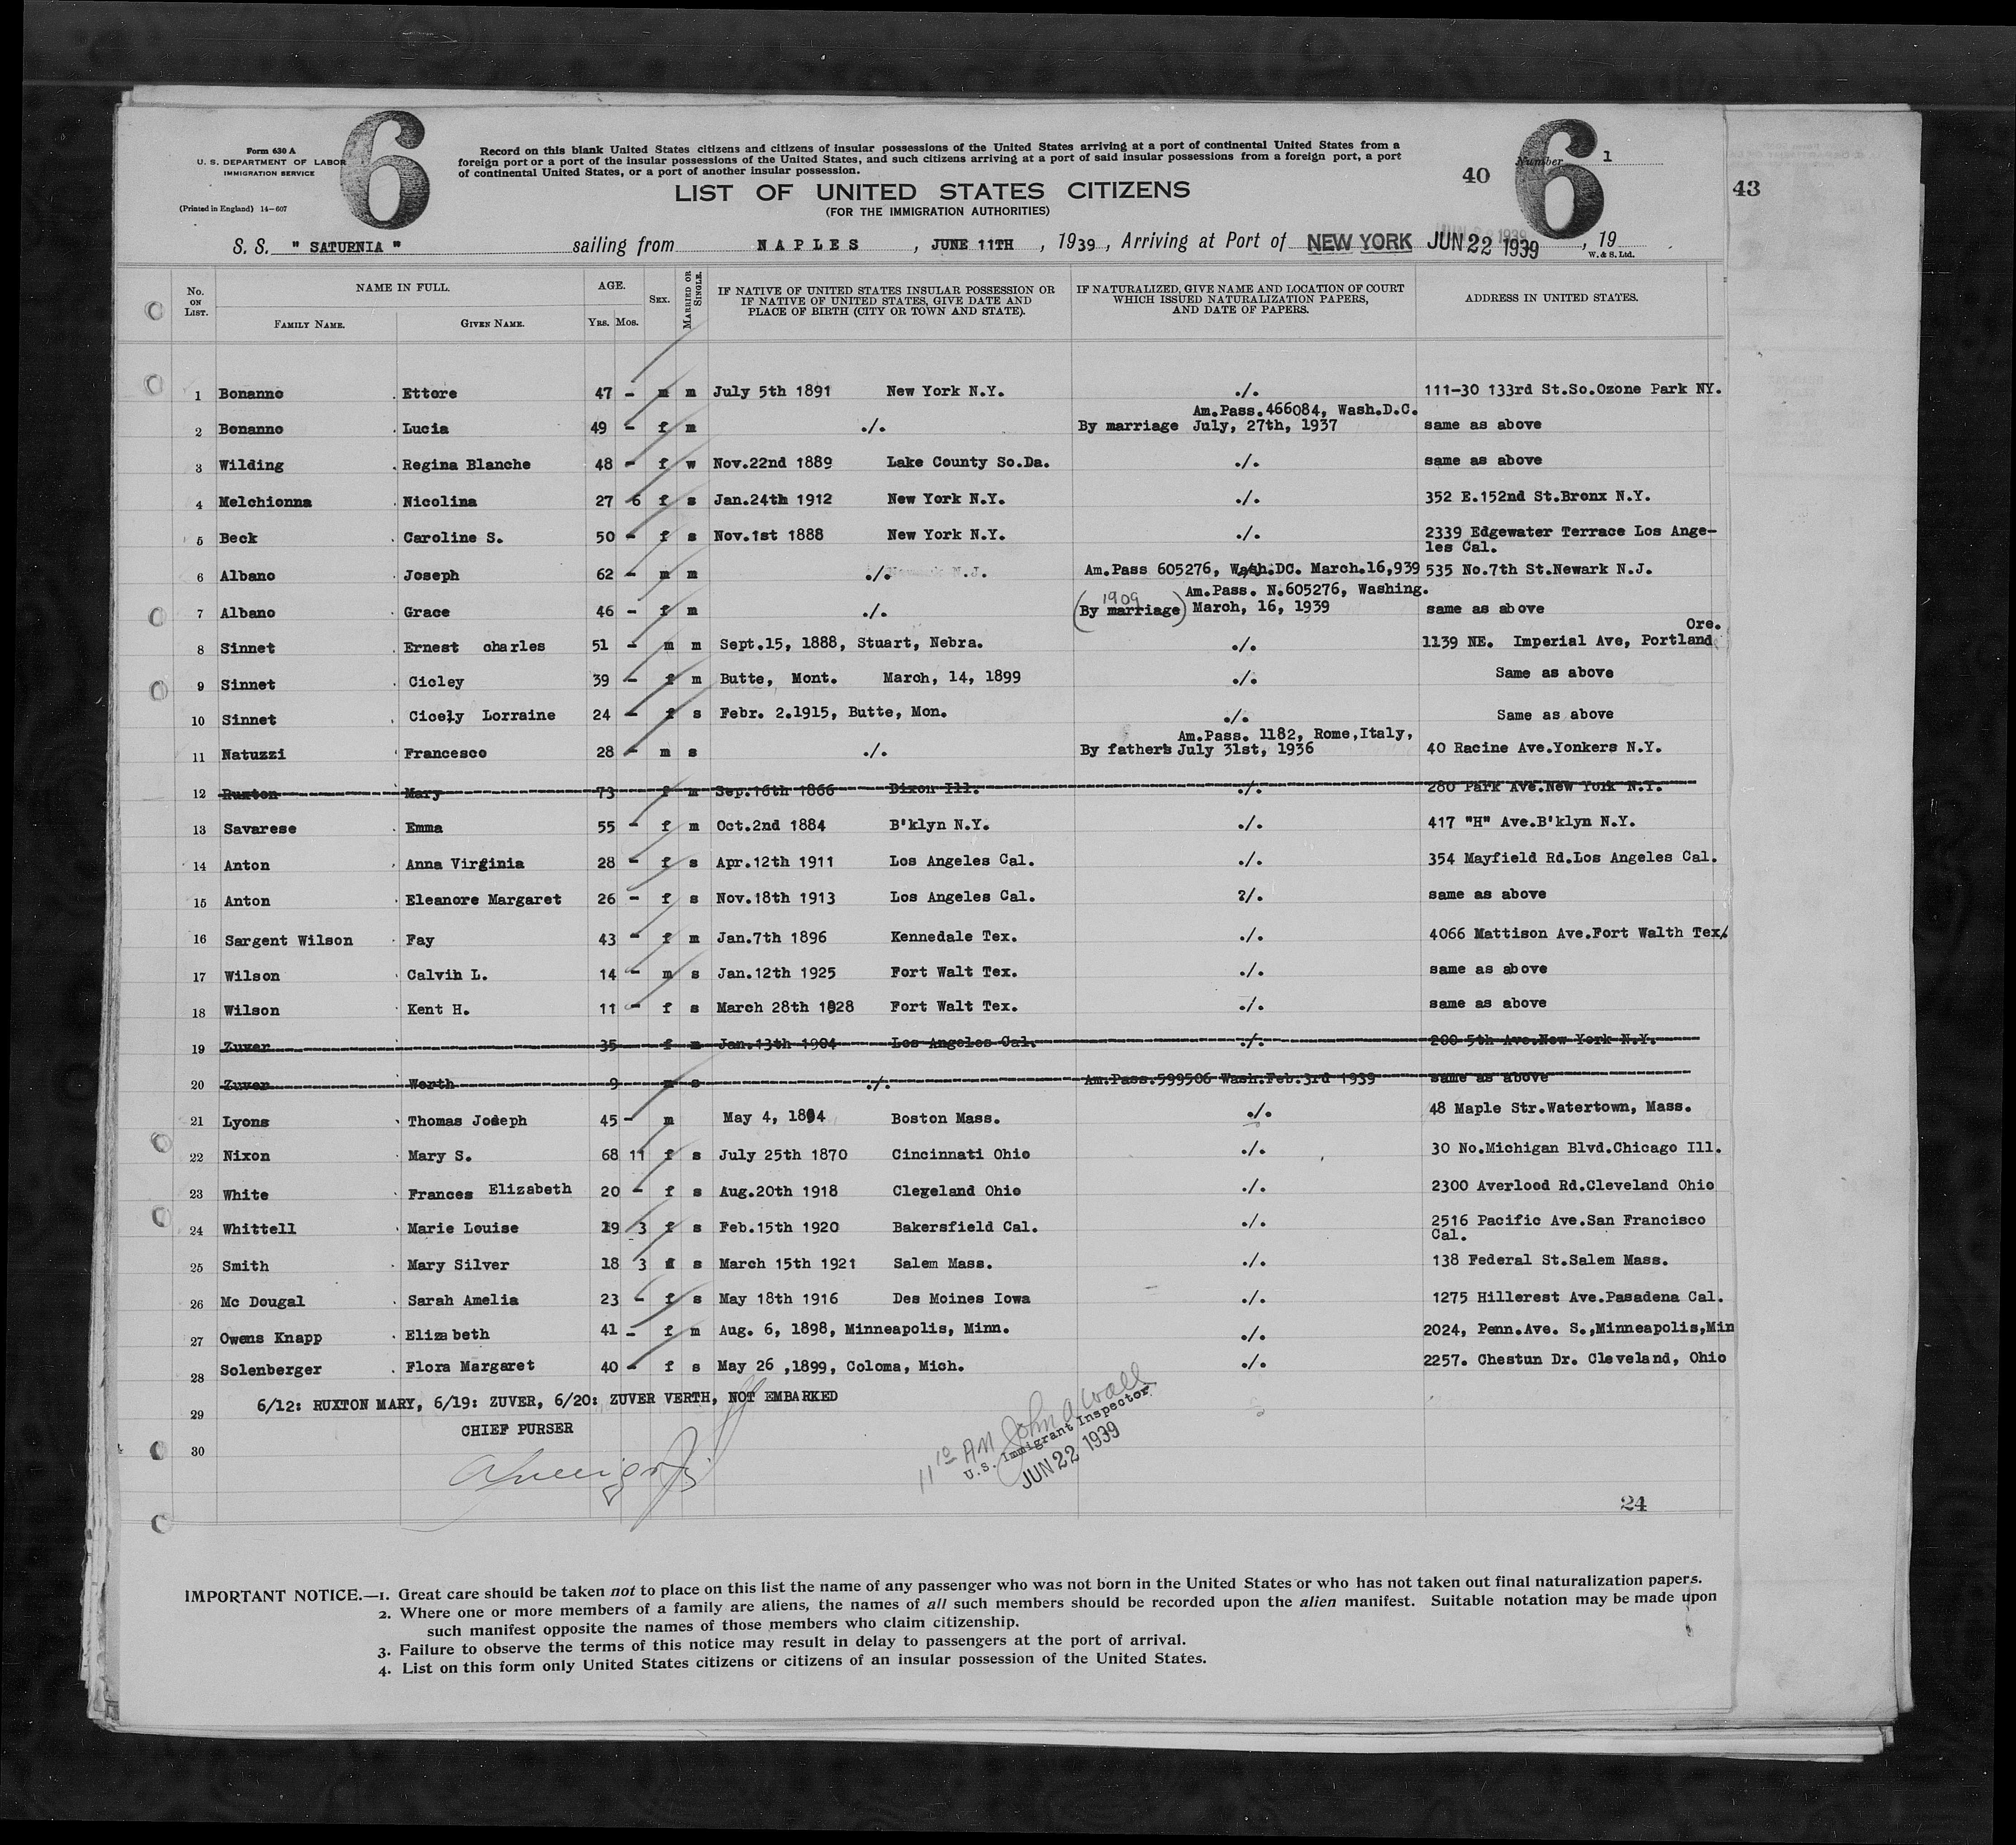 Form 630 A
U. S. DEPARTMENT OF LABOR
IMMIGRATION SERVICE
(Printed in England) 14—607
6
Record on this blank United States citizens and citizens of insular possessions of the United States arriving at a port of continental United States from a
foreign port or a port of the insular possessions of the United States, and such citizens arriving at a port of said insular possessions from a foreign port, a port
of continental United States, or a port of another insular possession.
LIST OF UNITED STATES CITIZENS
(FOR THE IMMIGRATION AUTHORITIES)
40
Number 1
6
43
S. S. " SATURNIA " sailing from NAPLES , JUNE 11TH , 1939 , Arriving at Port of NEW YORK JUN 22 1939 , 19
W. & S. Ltd.
No. ON LIST. NAME IN FULL. AGE. SEX. MARRIED OR SINGLE. IF NATIVE OF UNITED STATES INSULAR POSSESSION OR IF NATIVE OF UNITED STATES, GIVE DATE AND PLACE OF BIRTH (CITY OR TOWN AND STATE). IF NATURALIZED, GIVE NAME AND LOCATION OF COURT WHICH ISSUED NATURALIZATION PAPERS, AND DATE OF PAPERS. ADDRESS IN UNITED STATES.
FAMILY NAME. GIVEN NAME. YRS. MOS.
1 Bonanno Ettore 47 - m m July 5th 1891 New York N.Y. ./. 111-30 133rd St.So.Ozone Park NY.
Am.Pass.466084, Wash.D.C.
2 Bonanno Lucia 49 - f m ./. By marriage July, 27th, 1937 same as above
3 Wilding Regina Blanche 48 - f w Nov.22nd 1889 Lake County So.Da. ./. same as above
4 Melchionna Nicolina 27 6 f s Jan.24th 1912 New York N.Y. ./. 352 E.152nd St.Bronx N.Y.
5 Beck Caroline S. 50 - f s Nov.1st 1888 New York N.Y. ./. 2339 Edgewater Terrace Los Ange-
les Cal.
6 Albano Joseph 62 - m m ./. N.J. Am.Pass 605276, Wash.DC. March.16,939 535 No.7th St.Newark N.J.
1909 Am.Pass. N.605276, Washing.
7 Albano Grace 46 - f m ./. (By marriage) March, 16, 1939 same as above
Ore.
8 Sinnet Ernest charles 51 - m m Sept.15, 1888, Stuart, Nebra. ./. 1139 NE. Imperial Ave, Portland
9 Sinnet Cicley 39 - f m Butte, Mont. March, 14, 1899 ./. Same as above
10 Sinnet Cicely Lorraine 24 - f s Febr. 2.1915, Butte, Mon. ./. Same as above
Am.Pass. 1182, Rome,Italy,
11 Natuzzi Francesco 28 - m s ./. By father's July 31st, 1936 40 Racine Ave.Yonkers N.Y.
12 Ruxton Mary 73 f m Sep.16th 1866 Dixon Ill. ./. 280 Park Ave.New York N.Y.
13 Savarese Emma 55 - f m Oct.2nd 1884 B'klyn N.Y. ./. 417 "H" Ave.B'klyn N.Y.
14 Anton Anna Virginia 28 - f s Apr.12th 1911 Los Angeles Cal. ./. 354 Mayfield Rd.Los Angeles Cal.
15 Anton Eleanore Margaret 26 - f s Nov.18th 1913 Los Angeles Cal. ?/. same as above
16 Sargent Wilson Fay 43 - f m Jan.7th 1896 Kennedale Tex. ./. 4066 Mattison Ave.Fort Walth Tex.
17 Wilson Calvin L. 14 - m s Jan.12th 1925 Fort Walt Tex. ./. same as above
18 Wilson Kent H. 11 - f s March 28th 1928 Fort Walt Tex. ./. same as above
19 Zuver 35 f m Jan.13th 1904 Los Angeles Cal. ./. 200 5th Ave.New York N.Y.
20 Zuver Werth 9 m s ./. Am.Pass.599506 Wash.Feb.3rd 1939 same as above
21 Lyons Thomas Joseph 45 - m May 4, 1894 Boston Mass. ./. 48 Maple Str.Watertown, Mass.
22 Nixon Mary S. 68 11 f s July 25th 1870 Cincinnati Ohio ./. 30 No.Michigan Blvd.Chicago Ill.
23 White Frances Elizabeth 20 - f s Aug.20th 1918 Clegeland Ohio ./. 2300 Averlood Rd.Cleveland Ohio
24 Whittell Marie Louise 19 3 f s Feb.15th 1920 Bakersfield Cal. ./. 2516 Pacific Ave.San Francisco
Cal.
25 Smith Mary Silver 18 3 f s March 15th 1921 Salem Mass. ./. 138 Federal St.Salem Mass.
26 Mc Dougal Sarah Amelia 23 - f s May 18th 1916 Des Moines Iowa ./. 1275 Hillerest Ave.Pasadena Cal.
27 Owens Knapp Elizabeth 41 - f m Aug. 6, 1898, Minneapolis, Minn. ./. 2024, Penn.Ave. S.,Minneapolis,Min
28 Solenberger Flora Margaret 40 - f s May 26 ,1899, Coloma, Mich. ./. 2257. Chestun Dr. Cleveland, Ohio
29 6/12: RUXTON MARY, 6/19: ZUVER, 6/20: ZUVER VERTH, NOT EMBARKED
CHIEF PURSER
30
11 10 AM John A Wall
U.S. Immigrant Inspector
JUN 22 1939
24
IMPORTANT NOTICE.—1. Great care should be taken not to place on this list the name of any passenger who was not born in the United States or who has not taken out final naturalization papers.
2. Where one or more members of a family are aliens, the names of all such members should be recorded upon the alien manifest. Suitable notation may be made upon
such manifest opposite the names of those members who claim citizenship.
3. Failure to observe the terms of this notice may result in delay to passengers at the port of arrival.
4. List on this form only United States citizens or citizens of an insular possession of the United States.